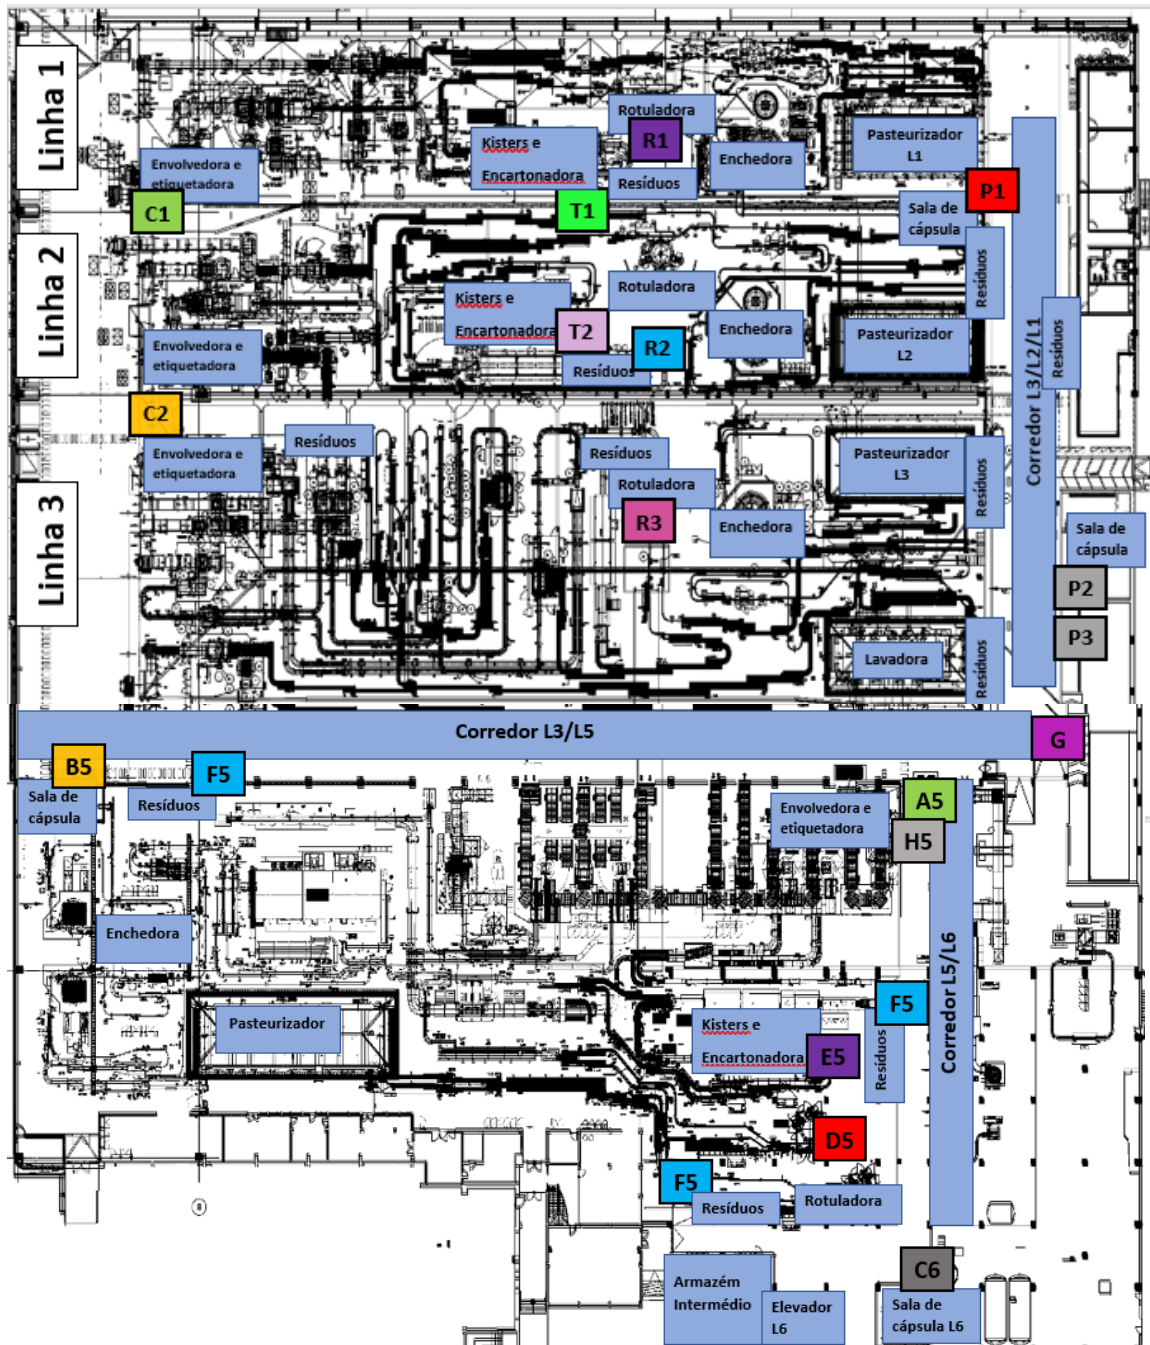 Linha 1
Rotuladora
R1
Kisters e
Encartonadora
Resíduos
Enchedora
Pasteurizador
L1
Envolvedora e
etiquetadora
C1
T1
P1
Sala de
cápsula
Linha 2
Resíduos
Rotuladora
Kisters e
Encartonadora
T2
R2
Resíduos
Enchedora
Pasteurizador
L2
Envolvedora e
etiquetadora
Corredor L3/L2/L1
Resíduos
C2
Linha 3
Envolvedora e
etiquetadora
Resíduos
Resíduos
Rotuladora
R3
Enchedora
Pasteurizador
L3
Resíduos
Sala de
cápsula
P2
P3
Lavadora
Resíduos
Corredor L3/L5
G
B5
F5
Sala de
cápsula
Resíduos
Envolvedora e
etiquetadora
A5
H5
Enchedora
Corredor L5/L6
Pasteurizador
Kisters e
Encartonadora
E5
F5
Resíduos
D5
F5
Resíduos
Rotuladora
C6
Armazém
Intermédio
Elevador
L6
Sala de
cápsula L6